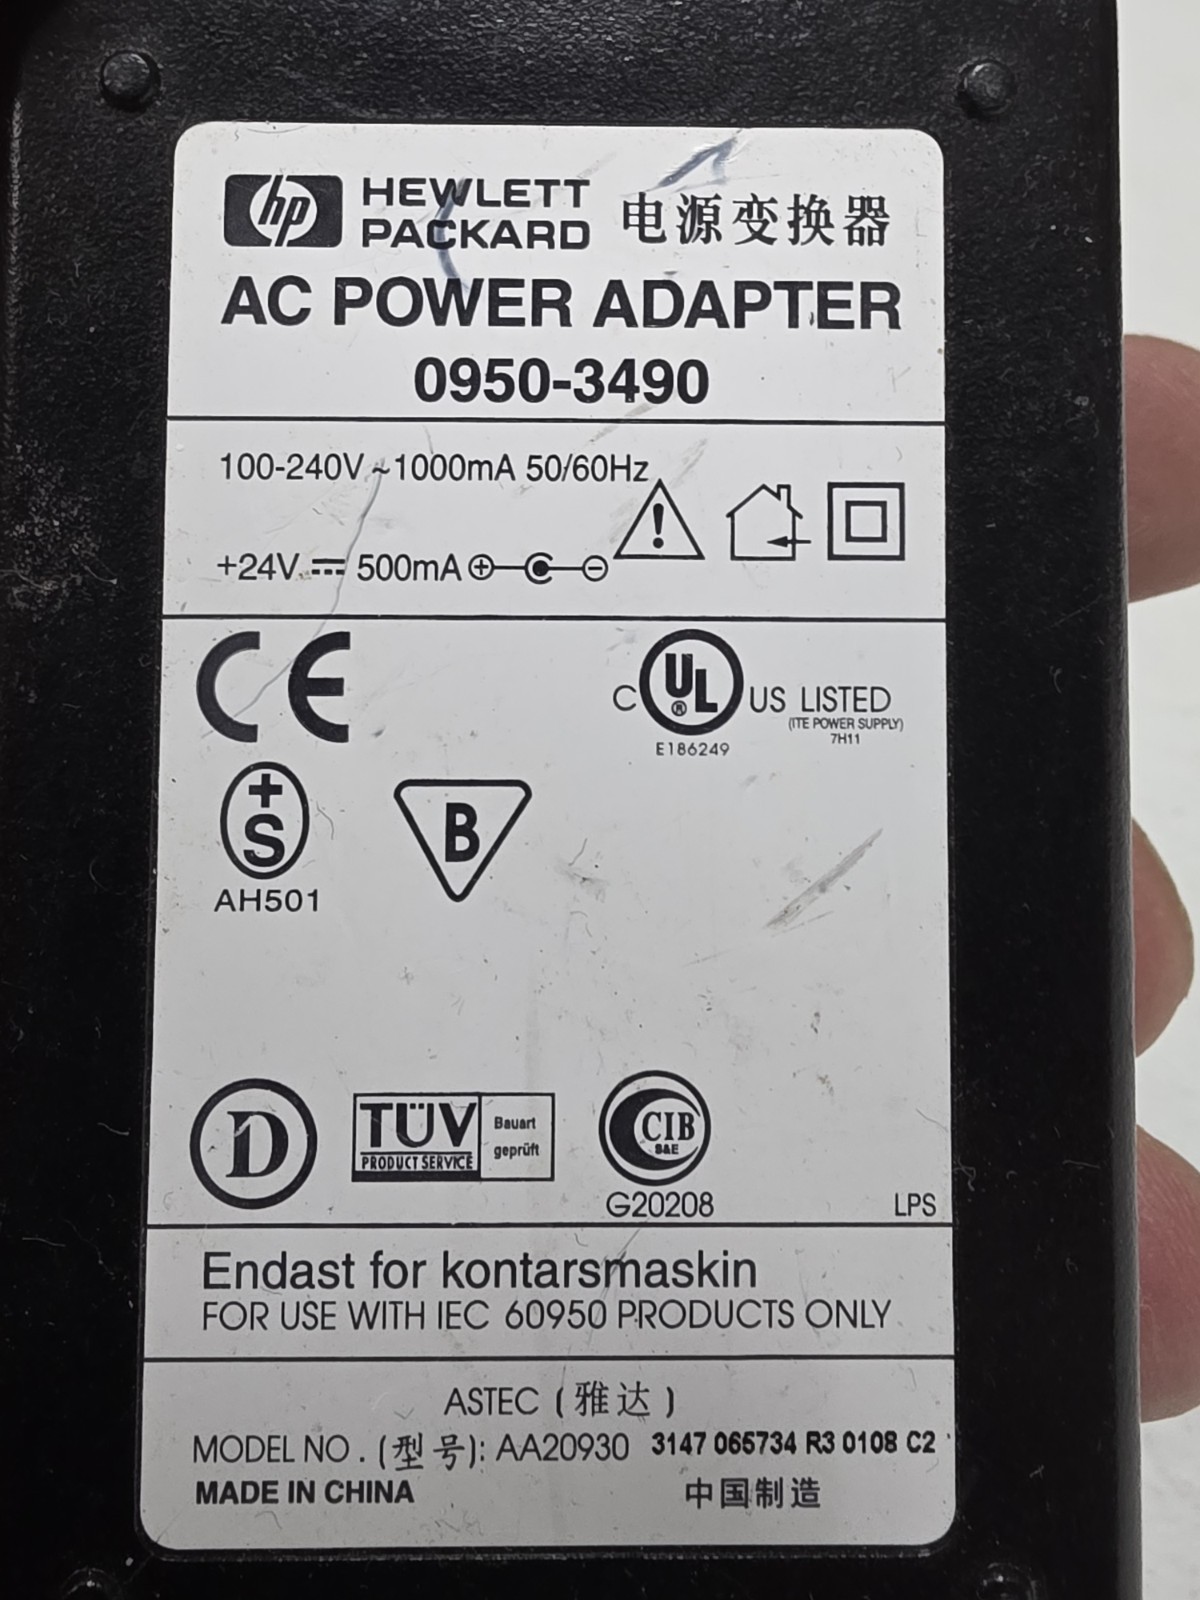 hp HEWLETT PACKARD 电源变换器
AC POWER ADAPTER
0950-3490
100-240V ~ 1000mA 50/60Hz
+24V ⎓ 500mA
CE
C UL ® US LISTED
(ITE POWER SUPPLY)
7H11
E186249
+S
AH501
B
D
TÜV PRODUCT SERVICE
Bauart geprüft
CIB
S&E
G20208
LPS
Endast for kontarsmaskin
FOR USE WITH IEC 60950 PRODUCTS ONLY
ASTEC (雅达)
MODEL NO. (型号): AA20930 3147 065734 R3 0108 C2
MADE IN CHINA 中国制造